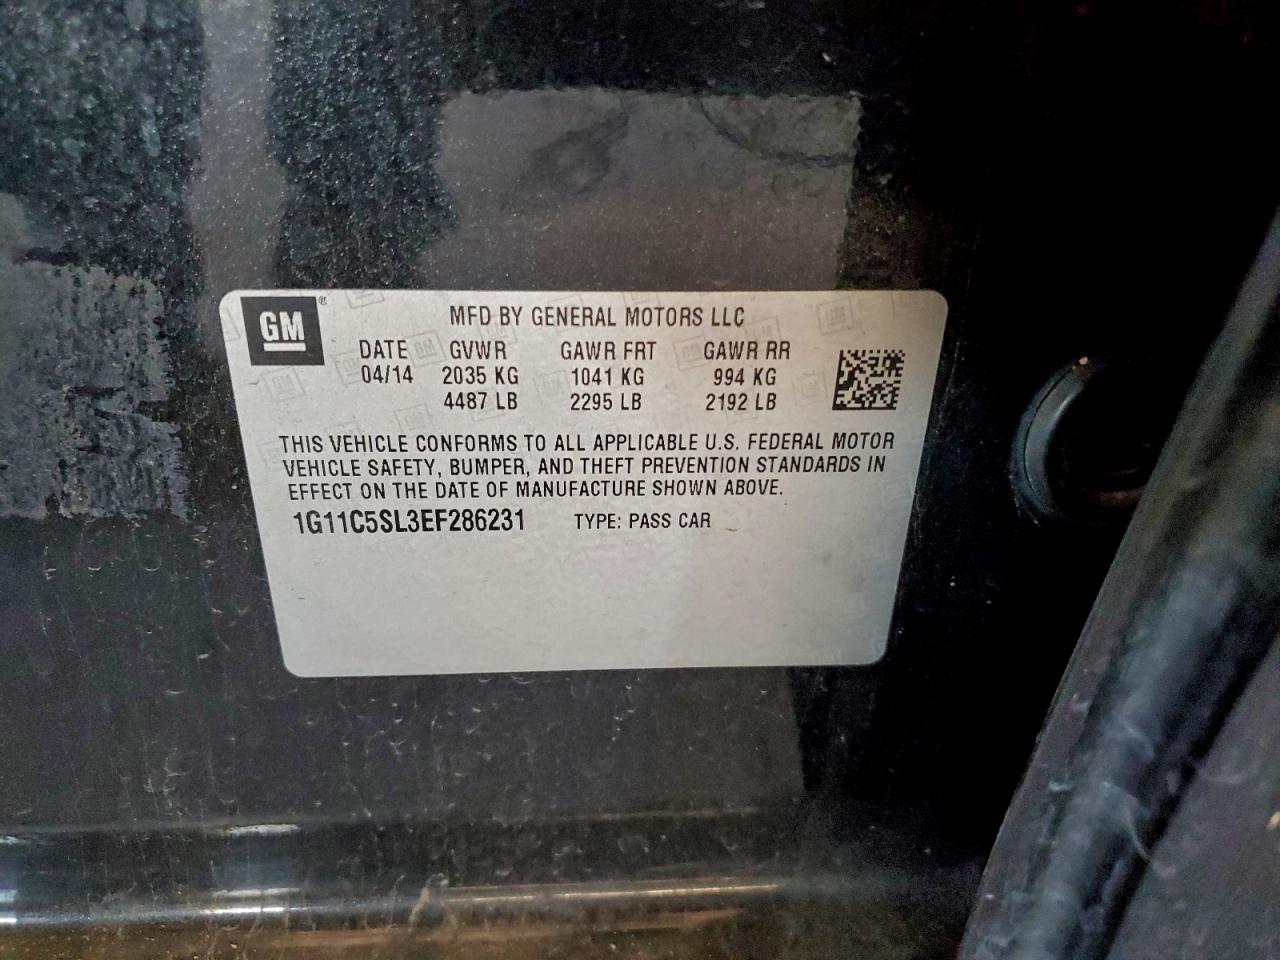 GM ®
MFD BY GENERAL MOTORS LLC
DATE GVWR GAWR FRT GAWR RR
04/14 2035 KG 1041 KG 994 KG
4487 LB 2295 LB 2192 LB
THIS VEHICLE CONFORMS TO ALL APPLICABLE U.S. FEDERAL MOTOR
VEHICLE SAFETY, BUMPER, AND THEFT PREVENTION STANDARDS IN
EFFECT ON THE DATE OF MANUFACTURE SHOWN ABOVE.
1G11C5SL3EF286231 TYPE: PASS CAR